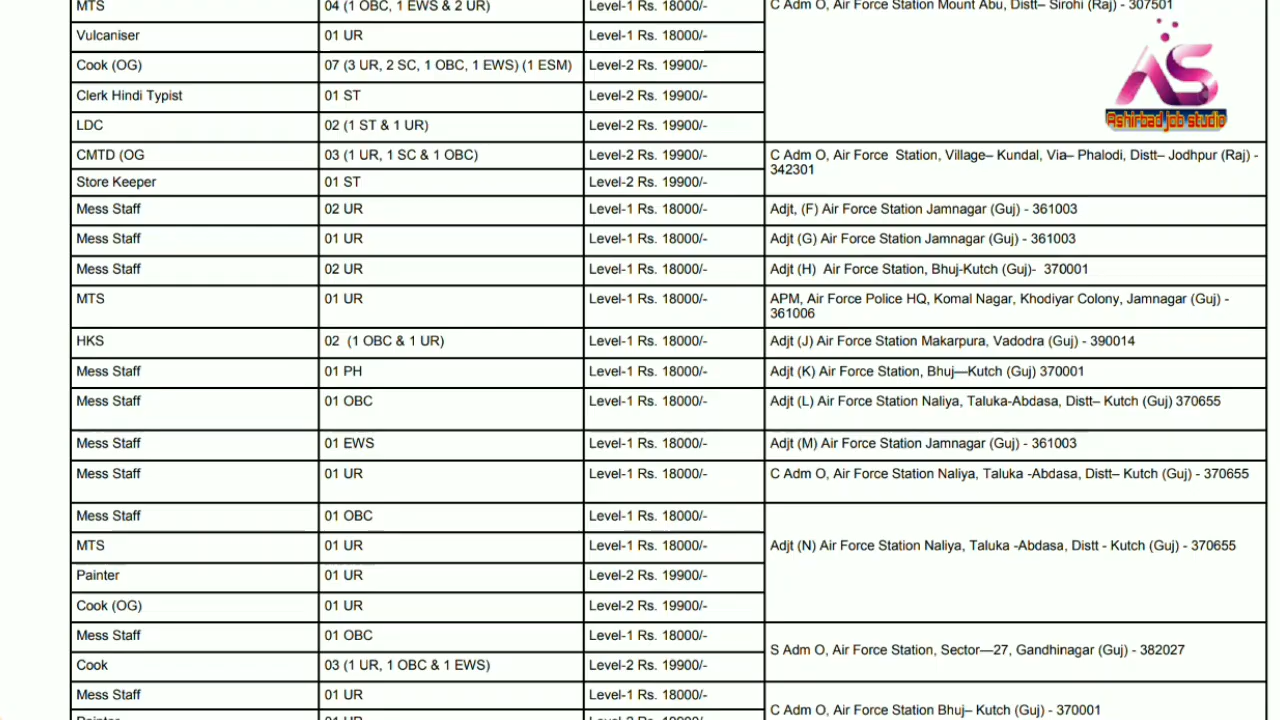 MTS 04 (1 OBC, 1 EWS & 2 UR) Level-1 Rs. 18000/- C Adm O, Air Force Station Mount Abu, Distt– Sirohi (Raj) - 307501
Vulcaniser 01 UR Level-1 Rs. 18000/-
Cook (OG) 07 (3 UR, 2 SC, 1 OBC, 1 EWS) (1 ESM) Level-2 Rs. 19900/-
Clerk Hindi Typist 01 ST Level-2 Rs. 19900/-
LDC 02 (1 ST & 1 UR) Level-2 Rs. 19900/-
AS
Ashirbad job studio
CMTD (OG 03 (1 UR, 1 SC & 1 OBC) Level-2 Rs. 19900/- C Adm O, Air Force Station, Village– Kundal, Via– Phalodi, Distt– Jodhpur (Raj) -
342301
Store Keeper 01 ST Level-2 Rs. 19900/-
Mess Staff 02 UR Level-1 Rs. 18000/- Adjt, (F) Air Force Station Jamnagar (Guj) - 361003
Mess Staff 01 UR Level-1 Rs. 18000/- Adjt (G) Air Force Station Jamnagar (Guj) - 361003
Mess Staff 02 UR Level-1 Rs. 18000/- Adjt (H) Air Force Station, Bhuj-Kutch (Guj)- 370001
MTS 01 UR Level-1 Rs. 18000/- APM, Air Force Police HQ, Komal Nagar, Khodiyar Colony, Jamnagar (Guj) -
361006
HKS 02 (1 OBC & 1 UR) Level-1 Rs. 18000/- Adjt (J) Air Force Station Makarpura, Vadodra (Guj) - 390014
Mess Staff 01 PH Level-1 Rs. 18000/- Adjt (K) Air Force Station, Bhuj—Kutch (Guj) 370001
Mess Staff 01 OBC Level-1 Rs. 18000/- Adjt (L) Air Force Station Naliya, Taluka-Abdasa, Distt– Kutch (Guj) 370655
Mess Staff 01 EWS Level-1 Rs. 18000/- Adjt (M) Air Force Station Jamnagar (Guj) - 361003
Mess Staff 01 UR Level-1 Rs. 18000/- C Adm O, Air Force Station Naliya, Taluka -Abdasa, Distt– Kutch (Guj) - 370655
Mess Staff 01 OBC Level-1 Rs. 18000/-
MTS 01 UR Level-1 Rs. 18000/- Adjt (N) Air Force Station Naliya, Taluka -Abdasa, Distt - Kutch (Guj) - 370655
Painter 01 UR Level-2 Rs. 19900/-
Cook (OG) 01 UR Level-2 Rs. 19900/-
Mess Staff 01 OBC Level-1 Rs. 18000/-
S Adm O, Air Force Station, Sector—27, Gandhinagar (Guj) - 382027
Cook 03 (1 UR, 1 OBC & 1 EWS) Level-2 Rs. 19900/-
Mess Staff 01 UR Level-1 Rs. 18000/-
C Adm O, Air Force Station Bhuj– Kutch (Guj) - 370001
Painter 01 UR Level-2 Rs. 19900/-